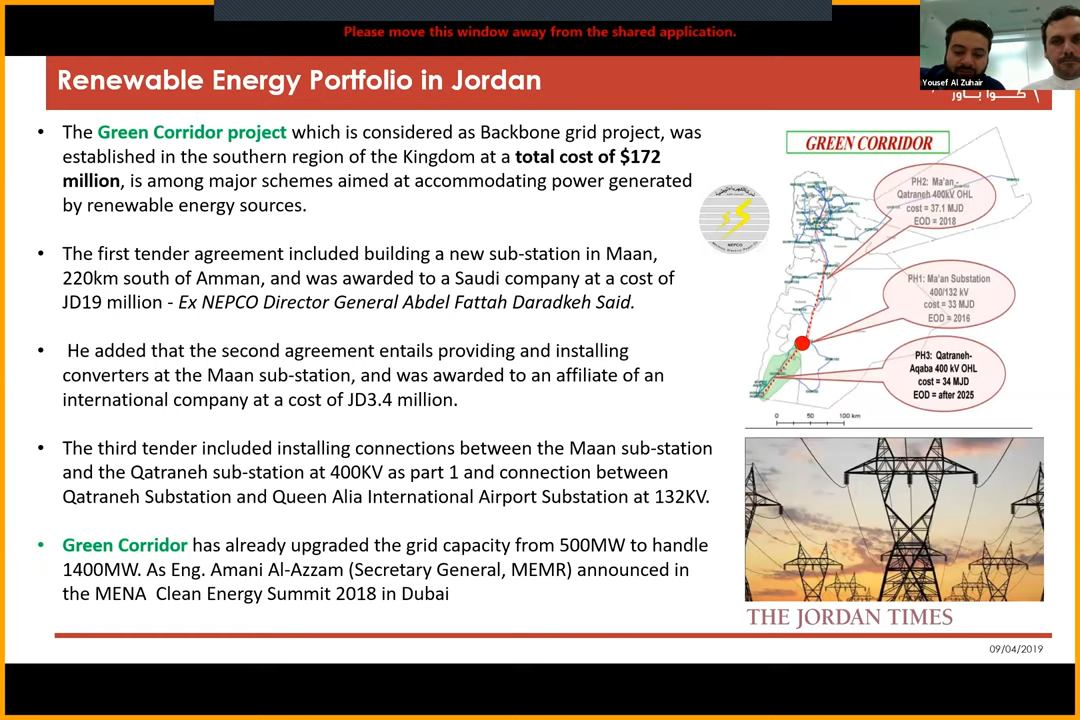 Please move this window away from the shared application.
Yousef Al Zuhair
Renewable Energy Portfolio in Jordan
• The Green Corridor project which is considered as Backbone grid project, was
established in the southern region of the Kingdom at a total cost of $172
million, is among major schemes aimed at accommodating power generated
by renewable energy sources.
• The first tender agreement included building a new sub-station in Maan,
220km south of Amman, and was awarded to a Saudi company at a cost of
JD19 million - Ex NEPCO Director General Abdel Fattah Daradkeh Said.
• He added that the second agreement entails providing and installing
converters at the Maan sub-station, and was awarded to an affiliate of an
international company at a cost of JD3.4 million.
• The third tender included installing connections between the Maan sub-station
and the Qatraneh sub-station at 400KV as part 1 and connection between
Qatraneh Substation and Queen Alia International Airport Substation at 132KV.
• Green Corridor has already upgraded the grid capacity from 500MW to handle
1400MW. As Eng. Amani Al-Azzam (Secretary General, MEMR) announced in
the MENA Clean Energy Summit 2018 in Dubai
NEPCO
GREEN CORRIDOR
PH2: Ma'an -
Qatraneh 400kV OHL
cost = 37.1 MJD
EOD = 2018
PH1: Ma'an Substation
400/132 kV
cost = 33 MJD
EOD = 2016
PH3: Qatraneh-
Aqaba 400 kV OHL
cost = 34 MJD
EOD = after 2025
0 50 100 km
THE JORDAN TIMES
09/04/2019